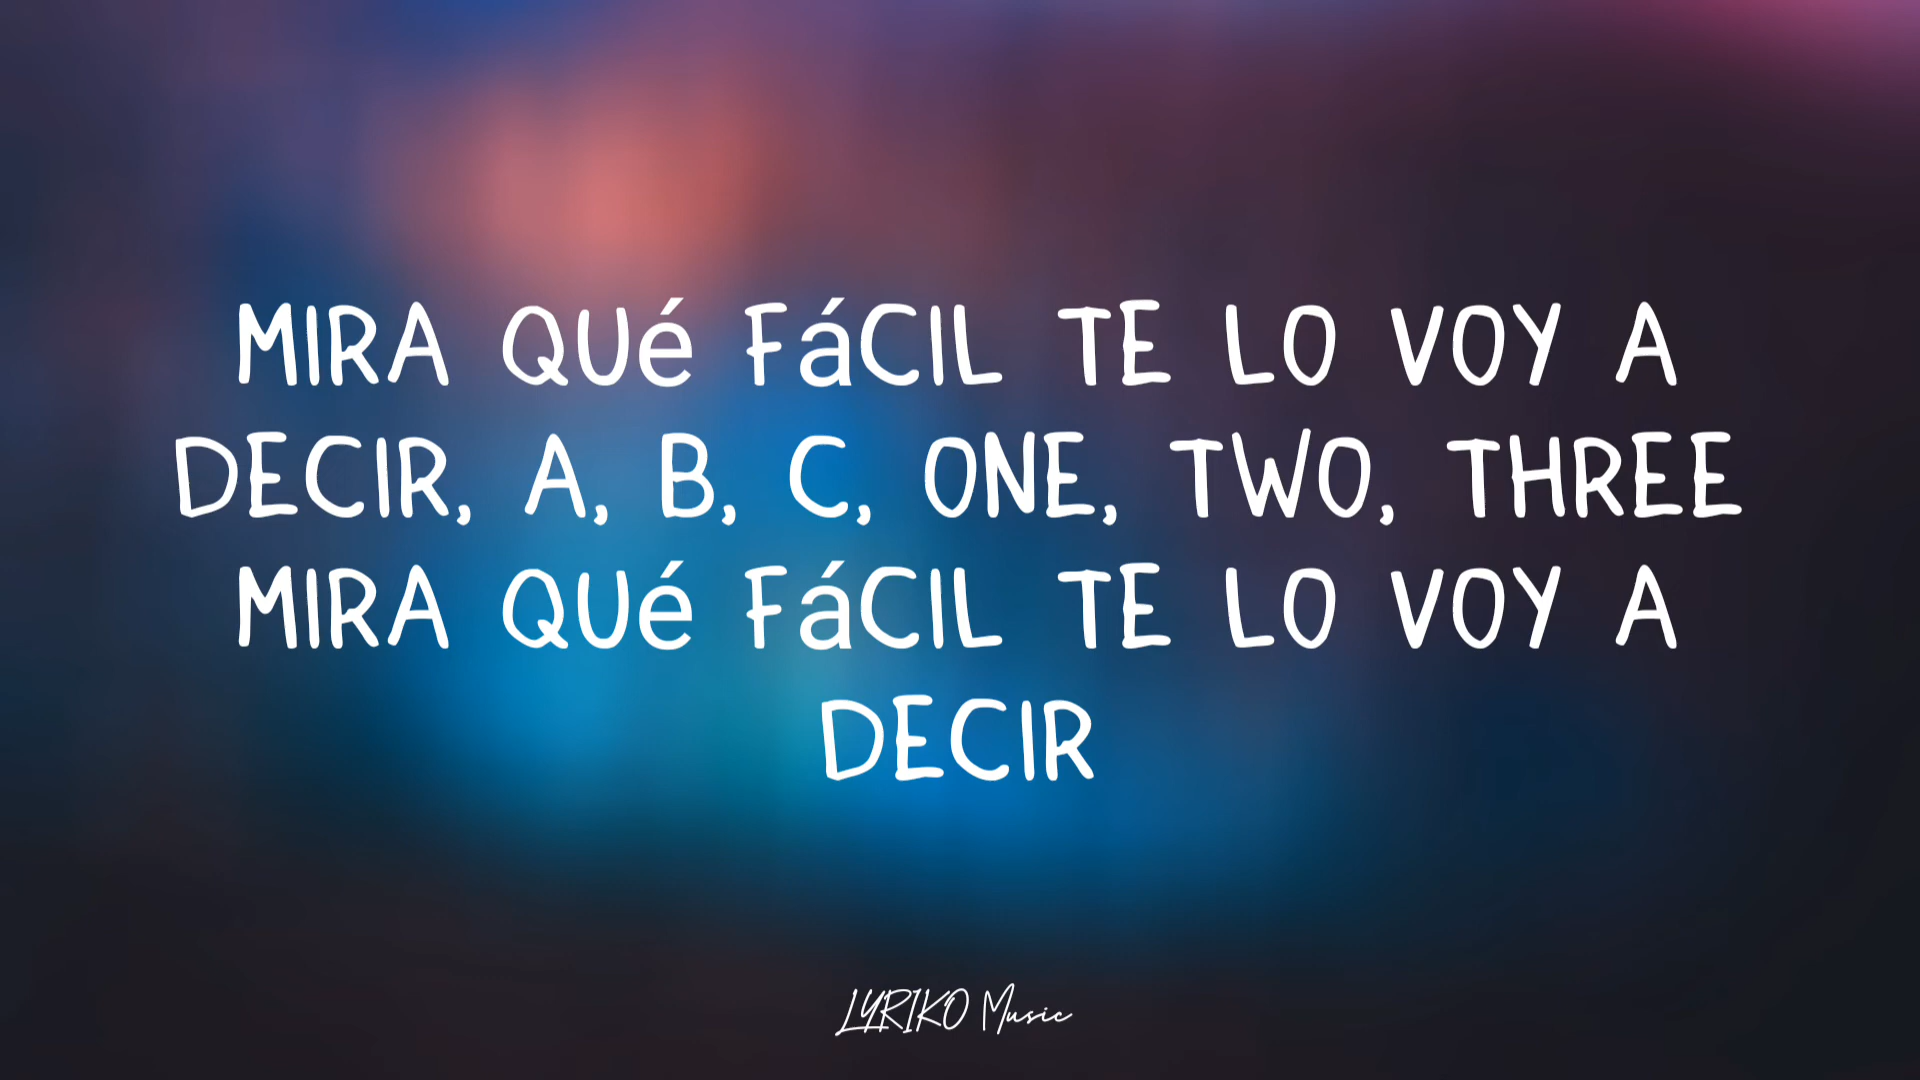 MIRA QUé FáCIL TE LO VOY A
DECIR, A, B, C, ONE, TWO, THREE
MIRA QUé FáCIL TE LO VOY A
DECIR
LYRIKO Music